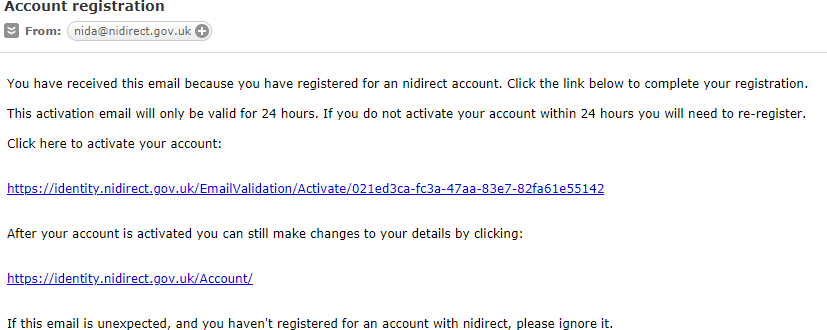 Account registration
From: nida@nidirect.gov.uk
You have received this email because you have registered for an nidirect account. Click the link below to complete your registration.
This activation email will only be valid for 24 hours. If you do not activate your account within 24 hours you will need to re-register.
Click here to activate your account:
https://identity.nidirect.gov.uk/EmailValidation/Activate/021ed3ca-fc3a-47aa-83e7-82fa61e55142
After your account is activated you can still make changes to your details by clicking:
https://identity.nidirect.gov.uk/Account/
If this email is unexpected, and you haven't registered for an account with nidirect, please ignore it.